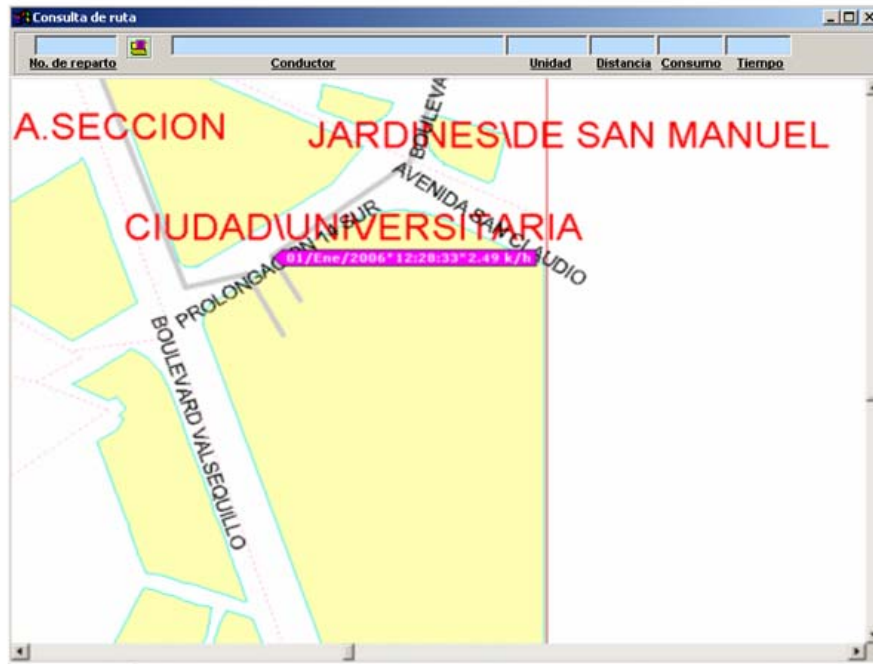 Consulta de ruta
No. de reparto Conductor Unidad Distancia Consumo Tiempo
A.SECCION
JARDINES\DE SAN MANUEL
BOULEVA
AVENIDA SAN CLAUDIO
CIUDAD\UNIVERSITARIA
PROLONGACION 14 SUR
01/Ene/2006*12:28:33*2.49 k/h
BOULEVARD VALSEQUILLO